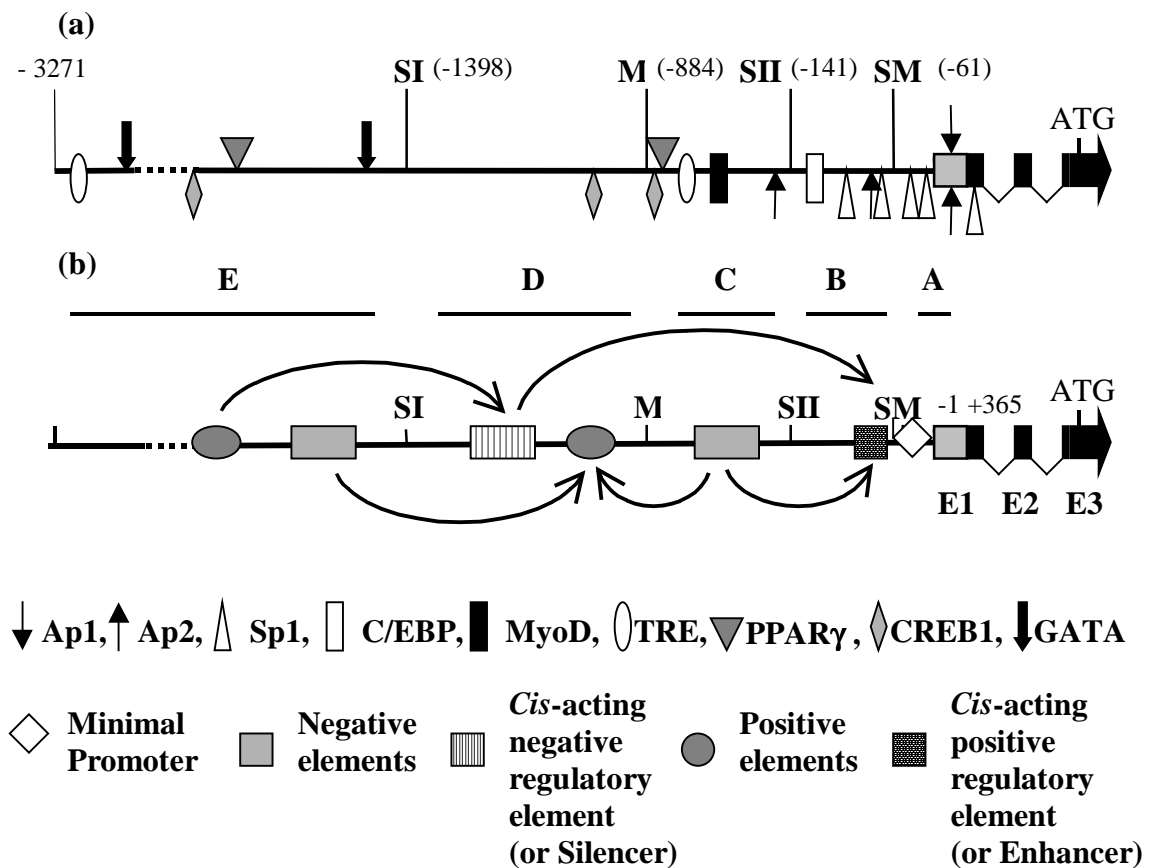 (a)
- 3271 SI (-1398) M (-884) SII (-141) SM (-61)
ATG
(b)
E D C B A
SI M SII SM -1 +365 ATG
E1 E2 E3
Ap1, Ap2, Sp1, C/EBP, MyoD, TRE, PPARγ, CREB1, GATA
Minimal
Promoter
Negative
elements
Cis-acting
negative
regulatory
element
(or Silencer)
Positive
elements
Cis-acting
positive
regulatory
element
(or Enhancer)